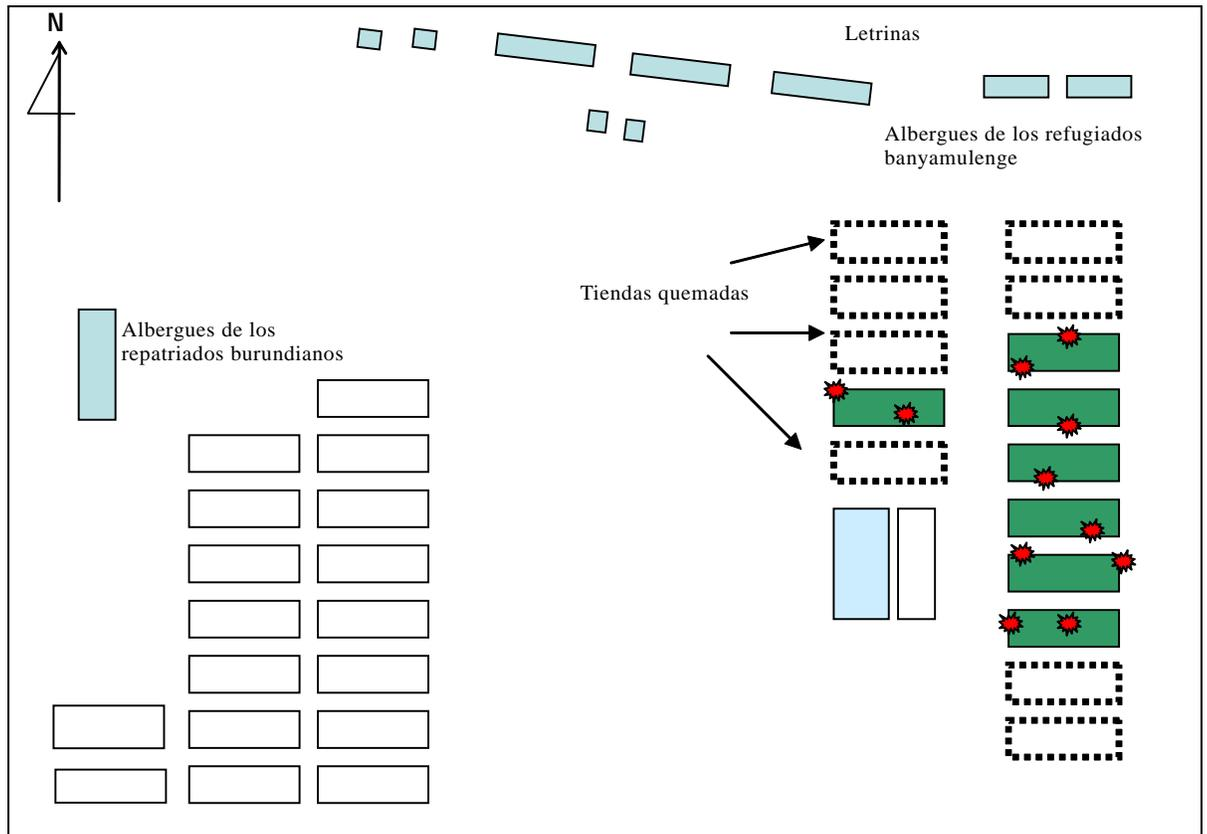 N
Letrinas
Albergues de los refugiados
banyamulenge
Tiendas quemadas
Albergues de los
repatriados burundianos